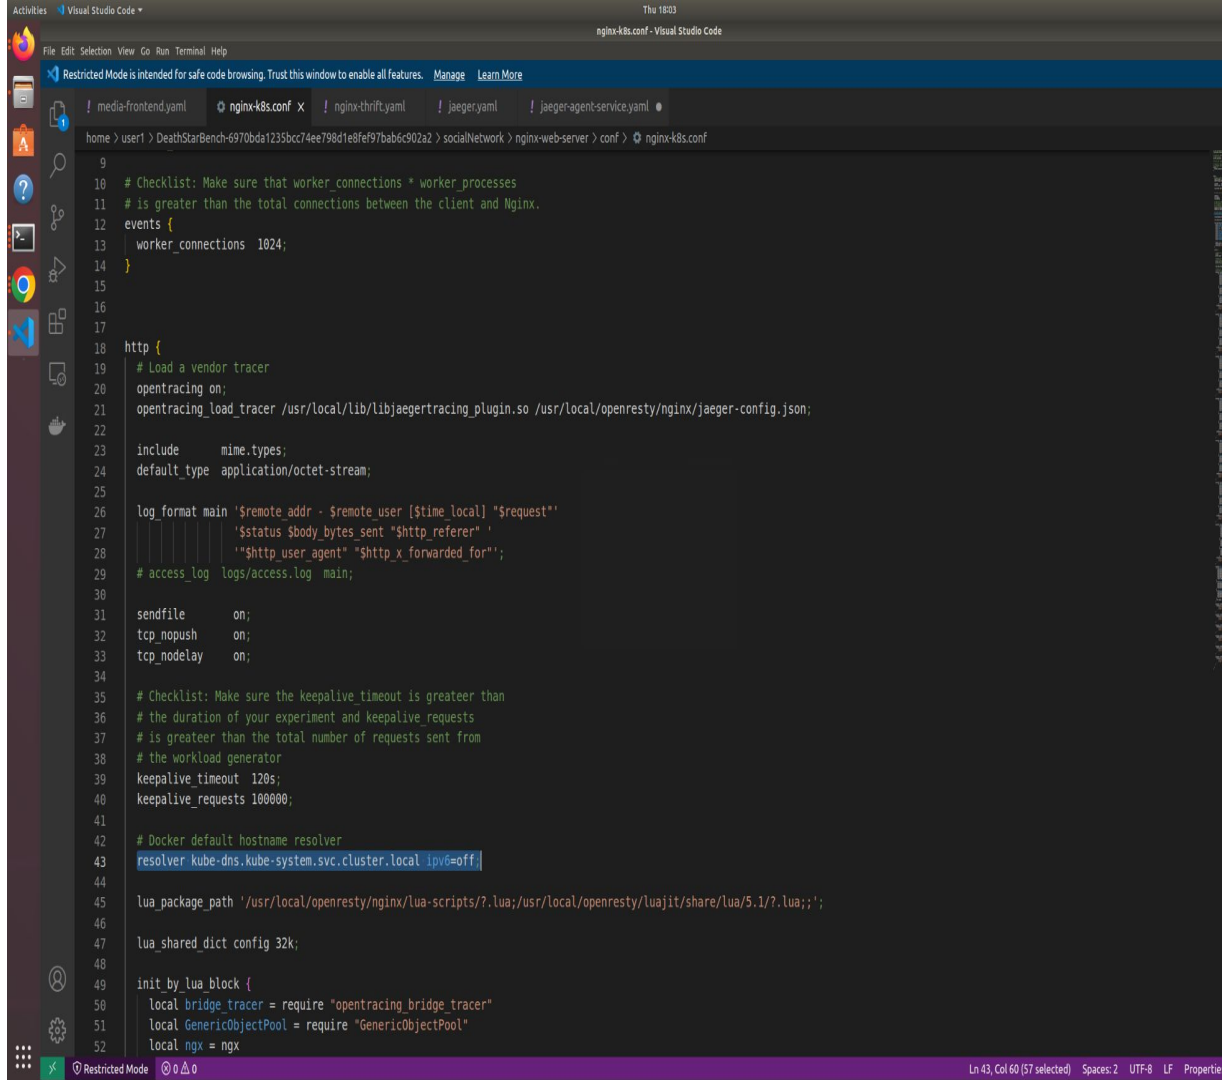 Activities Visual Studio Code ▾ Thu 18:03
nginx-k8s.conf - Visual Studio Code
File Edit Selection View Go Run Terminal Help
Restricted Mode is intended for safe code browsing. Trust this window to enable all features. Manage Learn More
! media-frontend.yaml nginx-k8s.conf × ! nginx-thrift.yaml ! jaeger.yaml ! jaeger-agent-service.yaml ●
home > user1 > DeathStarBench-6970bda1235bcc74ee798d1e8fef97bab6c902a2 > socialNetwork > nginx-web-server > conf > nginx-k8s.conf
9
10 # Checklist: Make sure that worker_connections * worker_processes
11 # is greater than the total connections between the client and Nginx.
12 events {
13 worker_connections 1024;
14 }
15
16
17
18 http {
19 # Load a vendor tracer
20 opentracing on;
21 opentracing_load_tracer /usr/local/lib/libjaegertracing_plugin.so /usr/local/openresty/nginx/jaeger-config.json;
22
23 include mime.types;
24 default_type application/octet-stream;
25
26 log_format main '$remote_addr - $remote_user [$time_local] "$request"'
27 '$status $body_bytes_sent "$http_referer" '
28 '"$http_user_agent" "$http_x_forwarded_for"';
29 # access_log logs/access.log main;
30
31 sendfile on;
32 tcp_nopush on;
33 tcp_nodelay on;
34
35 # Checklist: Make sure the keepalive_timeout is greateer than
36 # the duration of your experiment and keepalive_requests
37 # is greateer than the total number of requests sent from
38 # the workload generator
39 keepalive_timeout 120s;
40 keepalive_requests 100000;
41
42 # Docker default hostname resolver
43 resolver kube-dns.kube-system.svc.cluster.local ipv6=off;
44
45 lua_package_path '/usr/local/openresty/nginx/lua-scripts/?.lua;/usr/local/openresty/luajit/share/lua/5.1/?.lua;;';
46
47 lua_shared_dict config 32k;
48
49 init_by_lua_block {
50 local bridge_tracer = require "opentracing_bridge_tracer"
51 local GenericObjectPool = require "GenericObjectPool"
52 local ngx = ngx
Restricted Mode 0 0 Ln 43, Col 60 (57 selected) Spaces: 2 UTF-8 LF Propertie